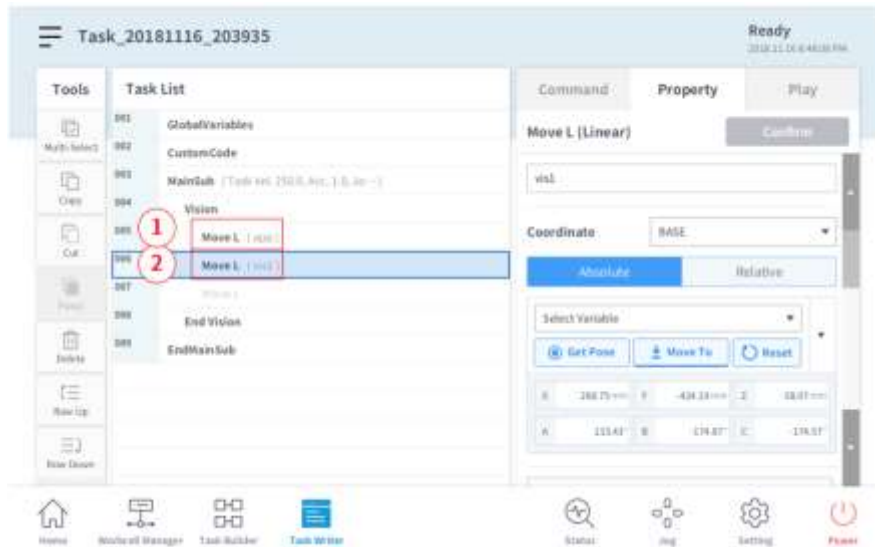 Task_20181116_203935
Ready
Tools
Task List
Command
Property
Play
Multi Select
Copy
Cut
Delete
Row Up
Row Down
001 GlobalVariables
002 CustomCode
003 MainSub
004 Vision
1
005 Move L
2
006 Move L
007
008 End Vision
009 EndMainSub
Move L (Linear)
Confirm
vis1
Coordinate
BASE
Absolute
Relative
Select Variable
Get Pose
Move To
Reset
X
Y
Z
A
B
C
Home
Workcell Manager
Task Builder
Task Writer
Status
Jog
Setting
Power